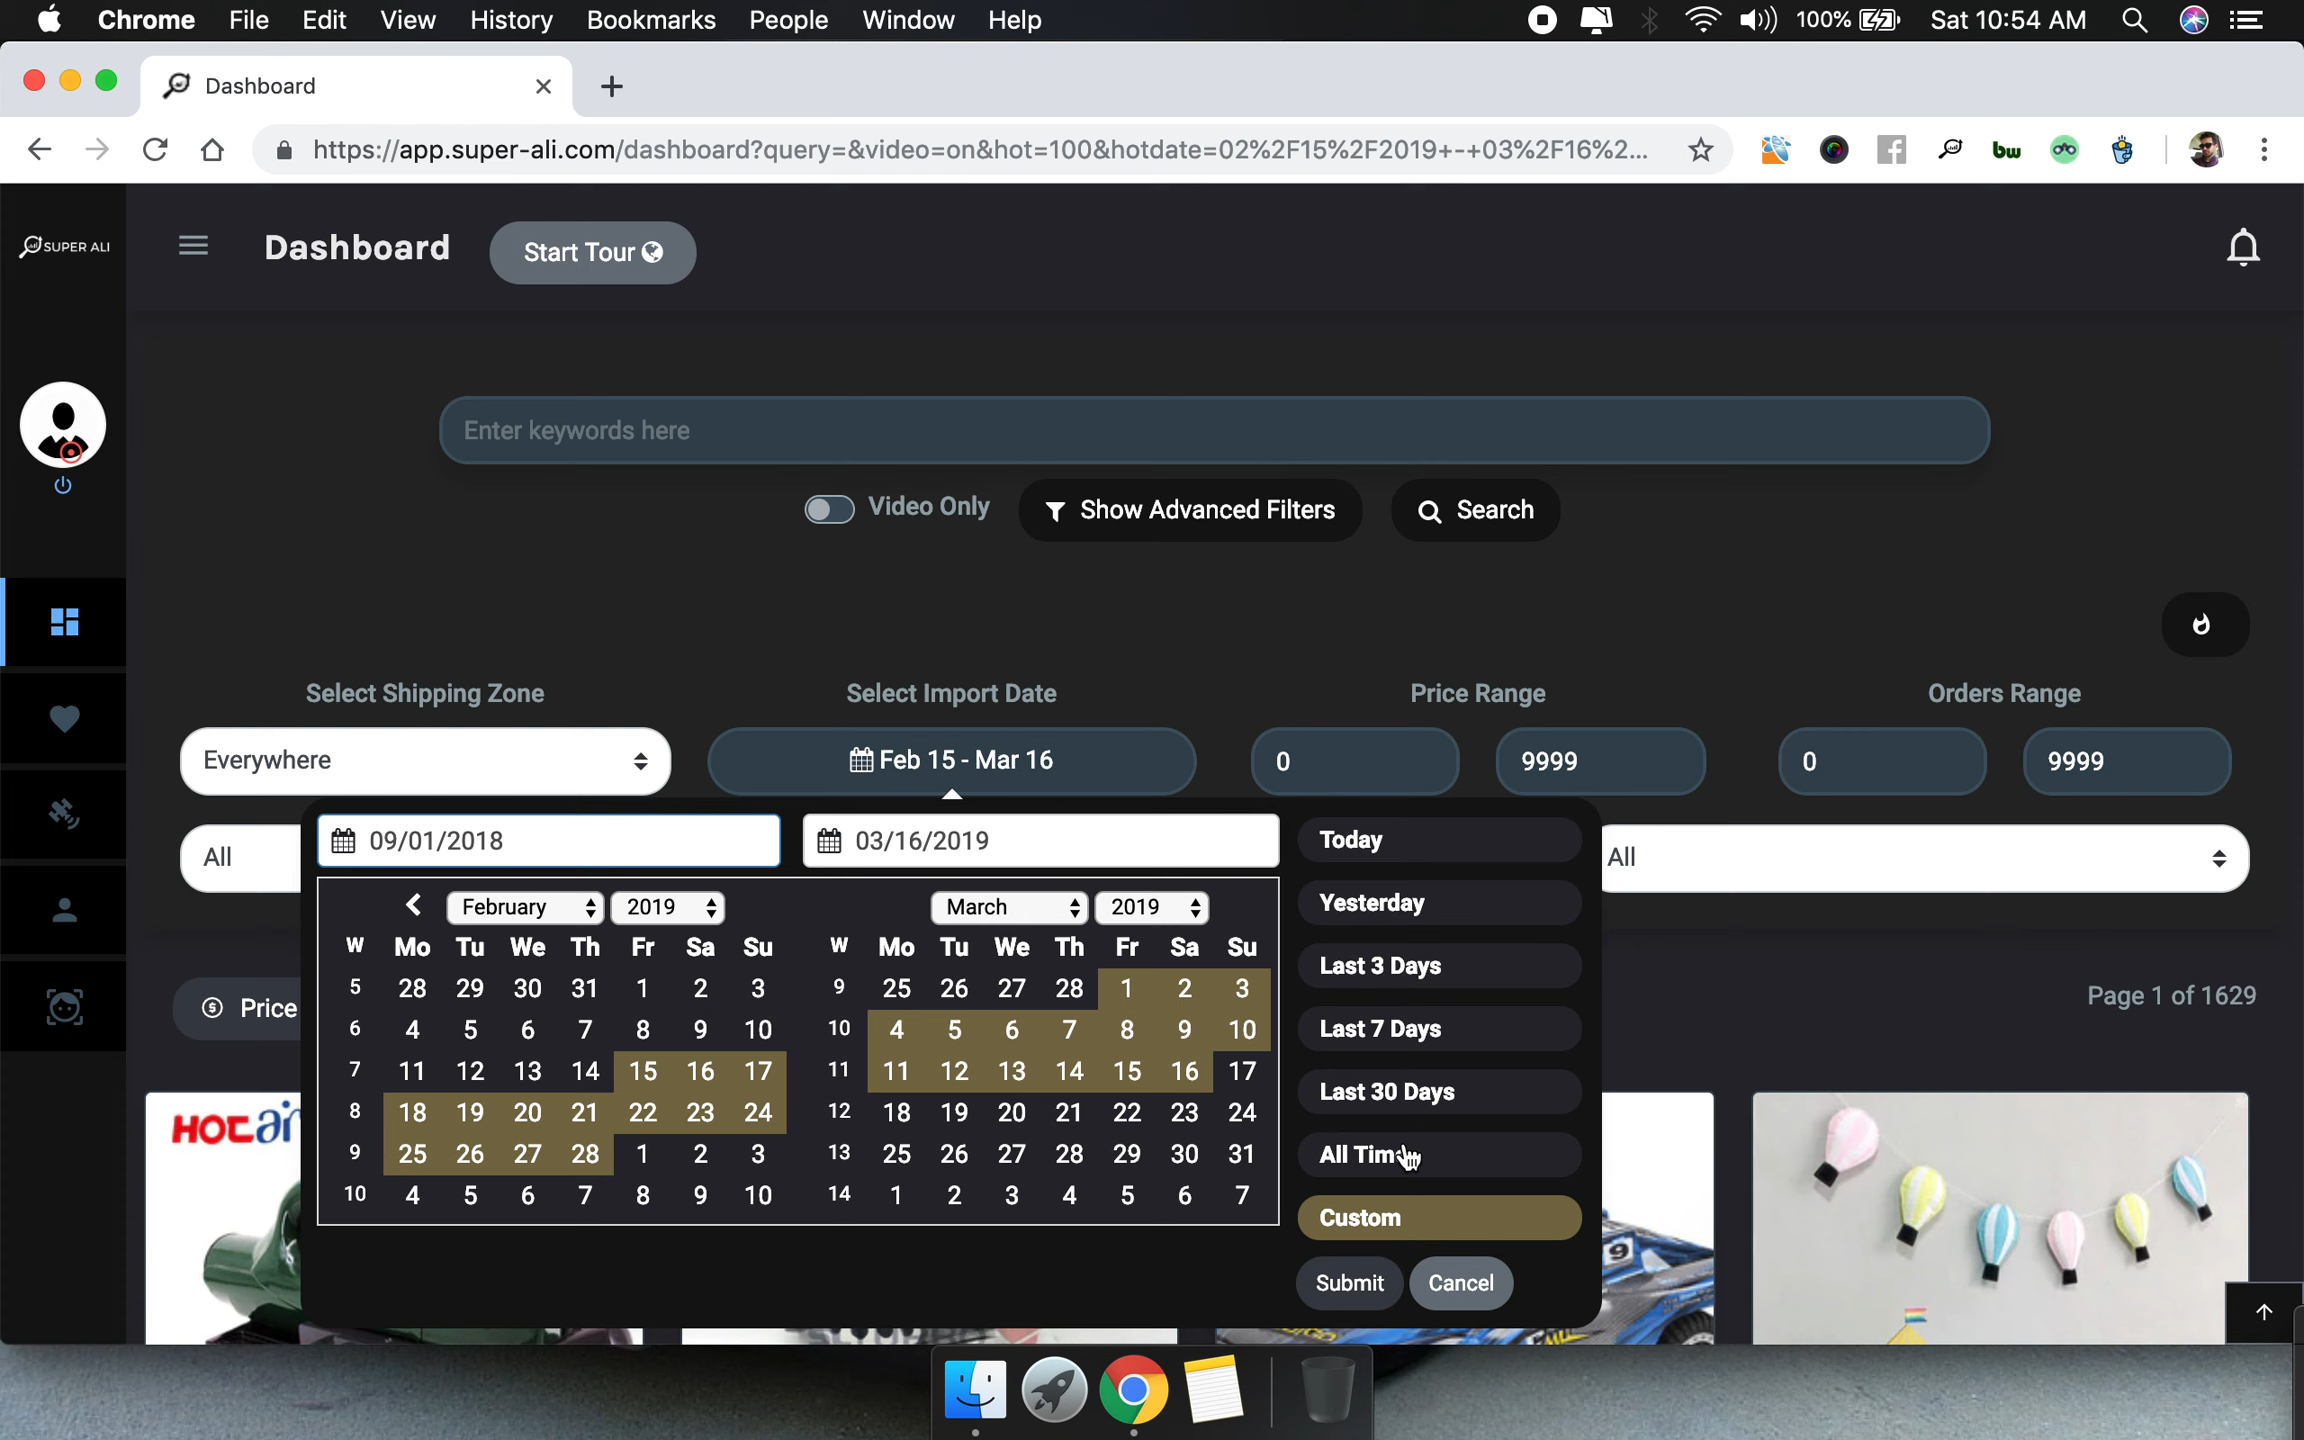 Chrome File Edit View History Bookmarks People Window Help 100% Sat 10:54 AM
Dashboard
https://app.super-ali.com/dashboard?query=&video=on&hot=100&hotdate=02%2F15%2F2019+-+03%2F16%2... bw
SUPER ALI Dashboard Start Tour
Enter keywords here
Video Only Show Advanced Filters Search
Select Shipping Zone Select Import Date Price Range Orders Range
Everywhere Feb 15 - Mar 16 0 9999 0 9999
All 09/01/2018 03/16/2019 Today All
February 2019 March 2019 Yesterday
W Mo Tu We Th Fr Sa Su W Mo Tu We Th Fr Sa Su
Last 3 Days
5 28 29 30 31 1 2 3 9 25 26 27 28 1 2 3
Price Page 1 of 1629
6 4 5 6 7 8 9 10 10 4 5 6 7 8 9 10 Last 7 Days
7 11 12 13 14 15 16 17 11 11 12 13 14 15 16 17
Last 30 Days
8 18 19 20 21 22 23 24 12 18 19 20 21 22 23 24
HOT
9 25 26 27 28 1 2 3 13 25 26 27 28 29 30 31 All Tim
10 4 5 6 7 8 9 10 14 1 2 3 4 5 6 7
Custom
9
Submit Cancel